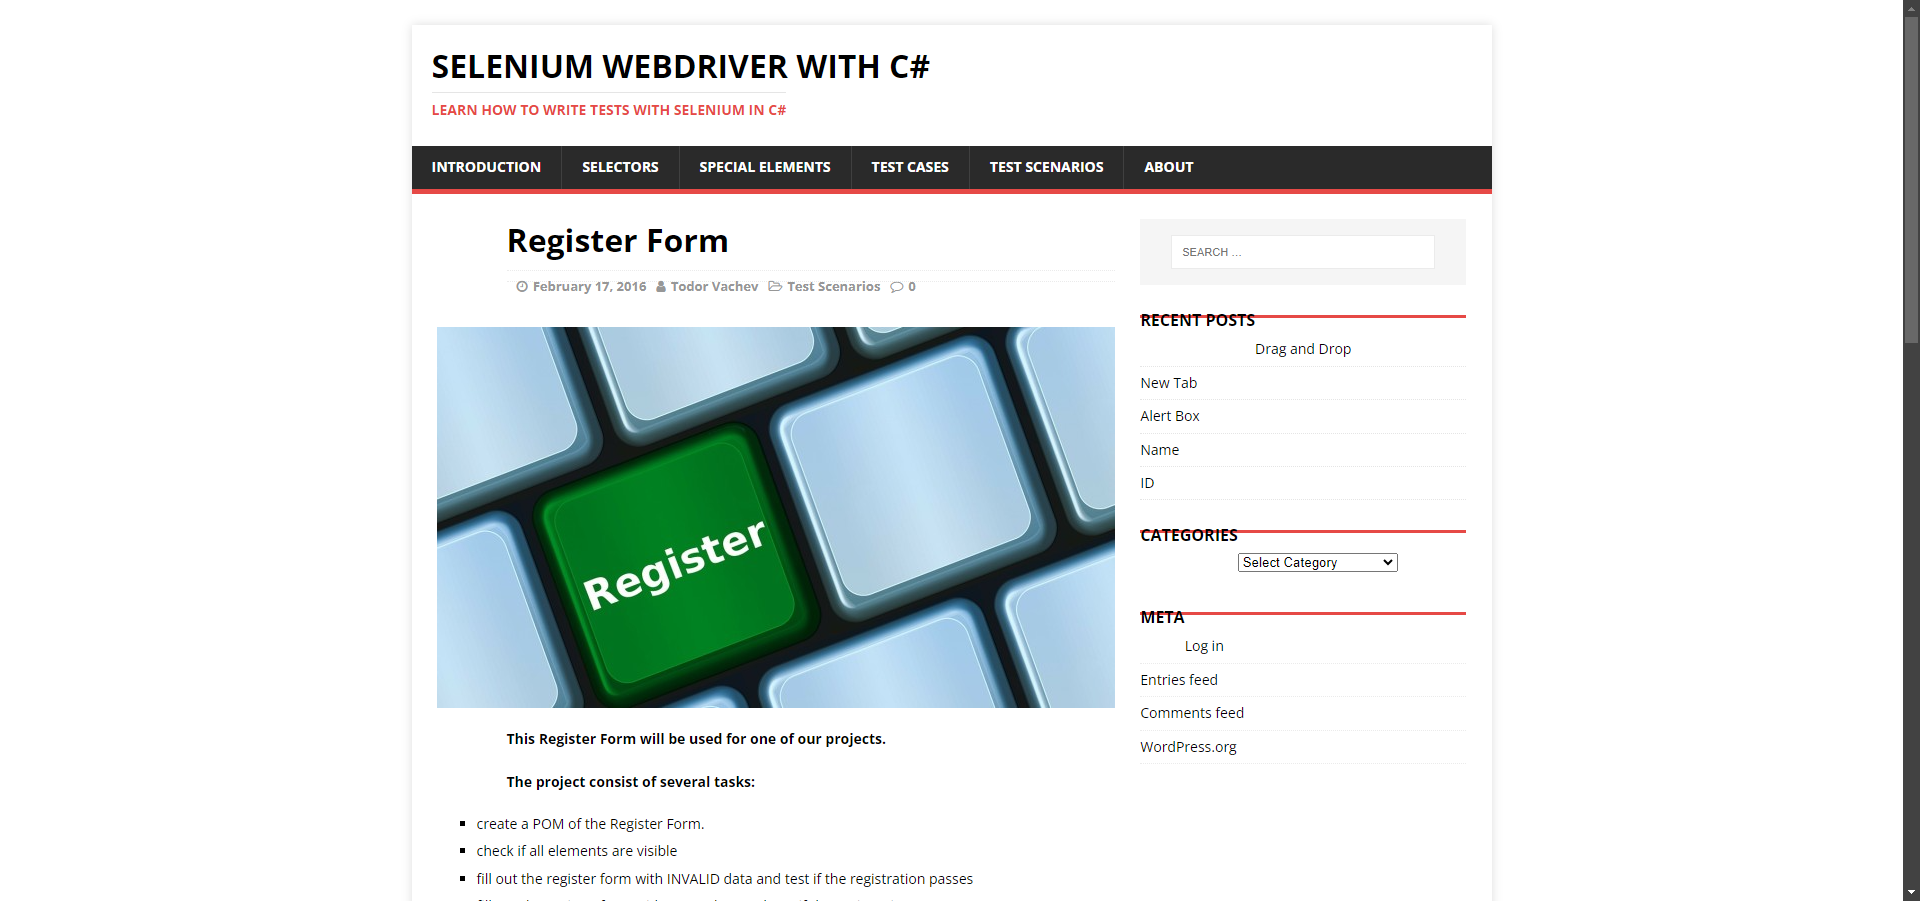 SELENIUM WEBDRIVER WITH C#
LEARN HOW TO WRITE TESTS WITH SELENIUM IN C#
INTRODUCTION SELECTORS SPECIAL ELEMENTS TEST CASES TEST SCENARIOS ABOUT
Register Form
February 17, 2016 Todor Vachev Test Scenarios 0
Register
This Register Form will be used for one of our projects.
The project consist of several tasks:
create a POM of the Register Form.
check if all elements are visible
fill out the register form with INVALID data and test if the registration passes
SEARCH ...
RECENT POSTS
Drag and Drop
New Tab
Alert Box
Name
ID
CATEGORIES
Select Category
META
Log in
Entries feed
Comments feed
WordPress.org